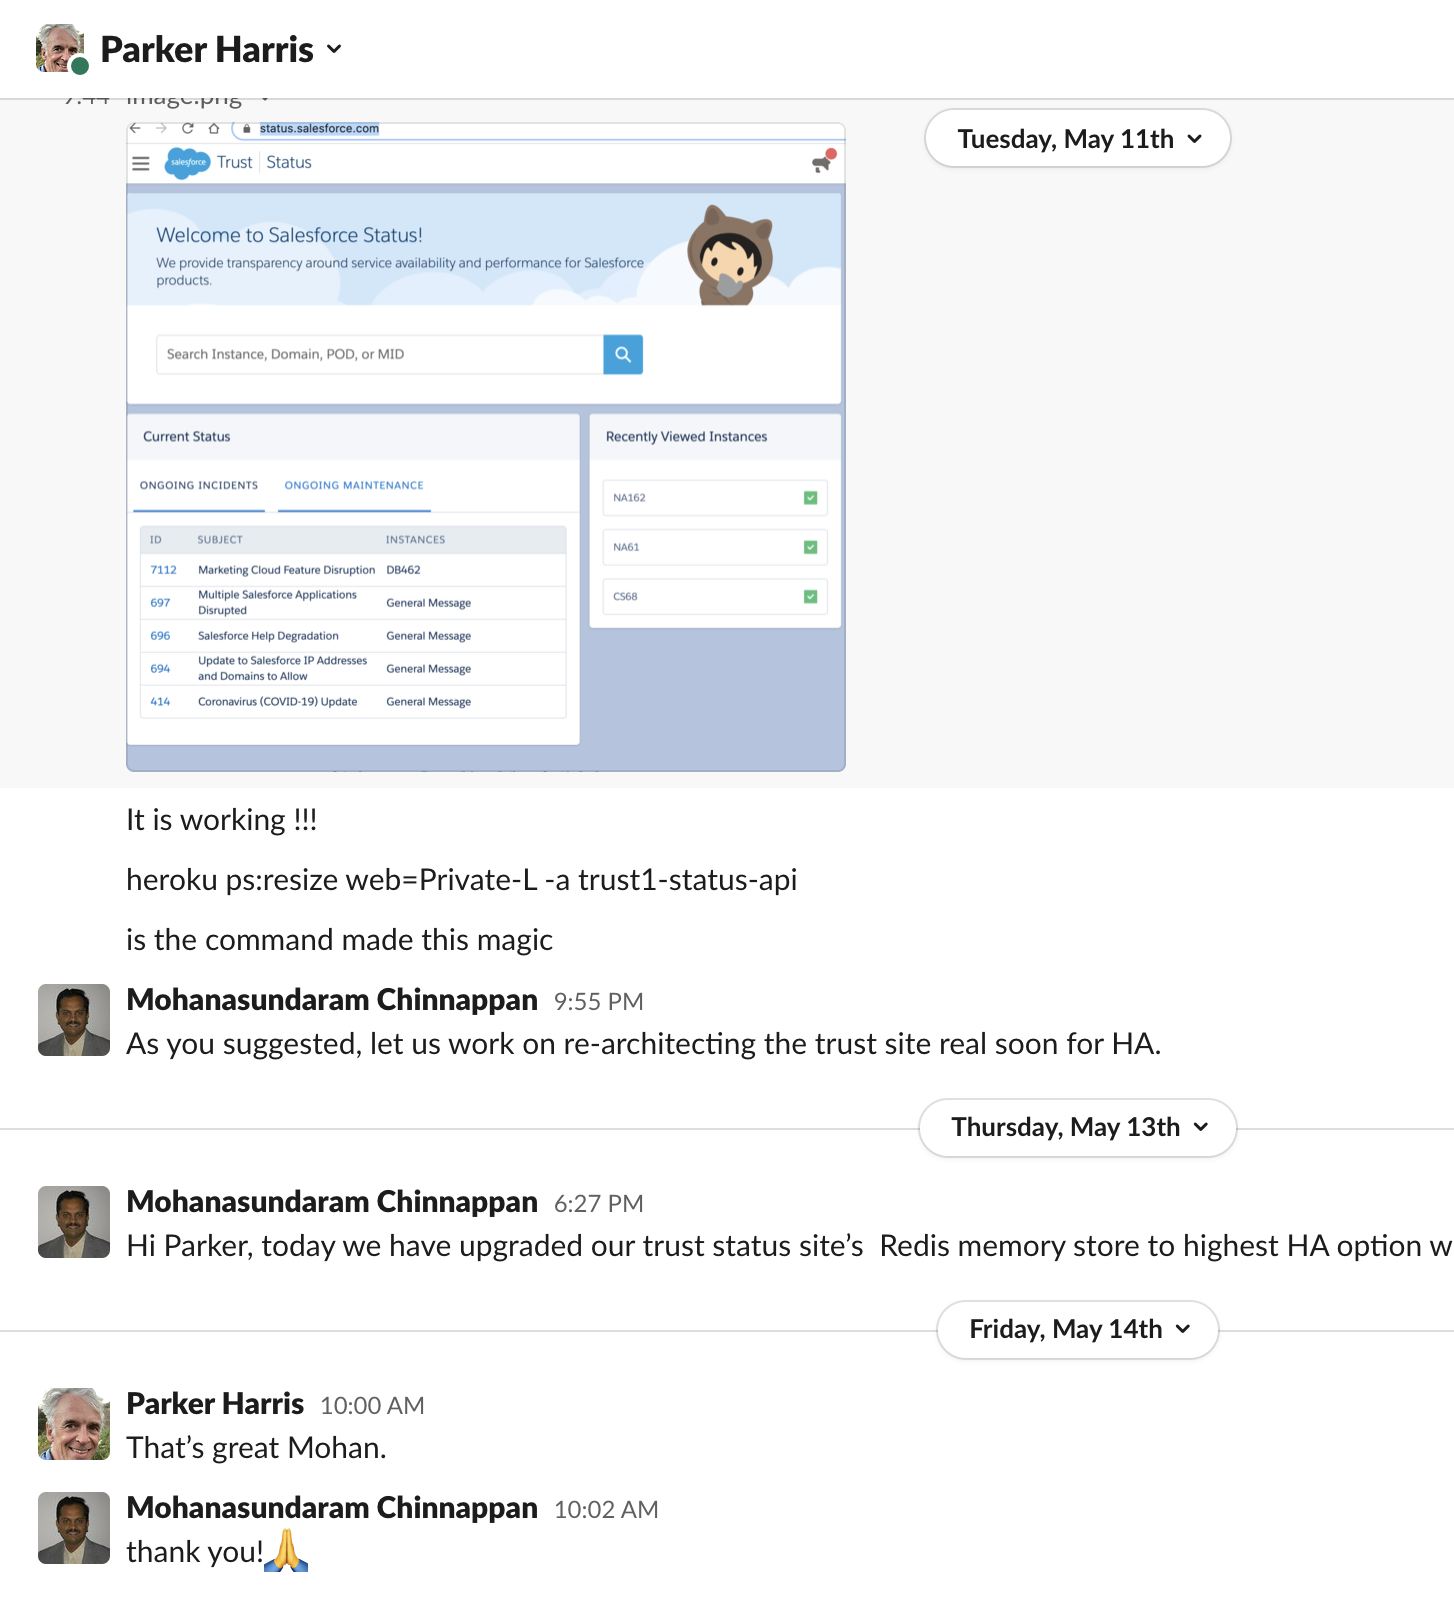 Parker Harris
9:44 image.png
Tuesday, May 11th
status.salesforce.com
salesforce Trust Status
Welcome to Salesforce Status!
We provide transparency around service availability and performance for Salesforce
products.
Search Instance, Domain, POD, or MID
Current Status
ONGOING INCIDENTS ONGOING MAINTENANCE
ID SUBJECT INSTANCES
7112 Marketing Cloud Feature Disruption DB462
697 Multiple Salesforce Applications
Disrupted General Message
696 Salesforce Help Degradation General Message
694 Update to Salesforce IP Addresses
and Domains to Allow General Message
414 Coronavirus (COVID-19) Update General Message
Recently Viewed Instances
NA162
NA61
CS68
It is working !!!
heroku ps:resize web=Private-L -a trust1-status-api
is the command made this magic
Mohanasundaram Chinnappan 9:55 PM
As you suggested, let us work on re-architecting the trust site real soon for HA.
Thursday, May 13th
Mohanasundaram Chinnappan 6:27 PM
Hi Parker, today we have upgraded our trust status site’s  Redis memory store to highest HA option w
Friday, May 14th
Parker Harris 10:00 AM
That’s great Mohan.
Mohanasundaram Chinnappan 10:02 AM
thank you!🙏